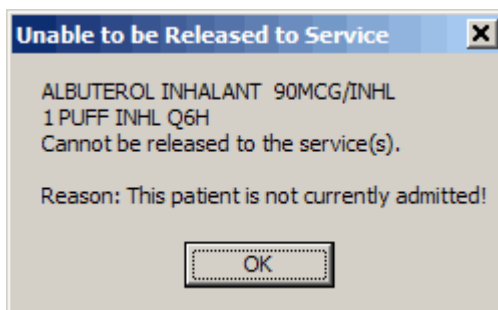 Unable to be Released to Service
ALBUTEROL INHALANT 90MCG/INHL
1 PUFF INHL Q6H
Cannot be released to the service(s).
Reason: This patient is not currently admitted!
OK